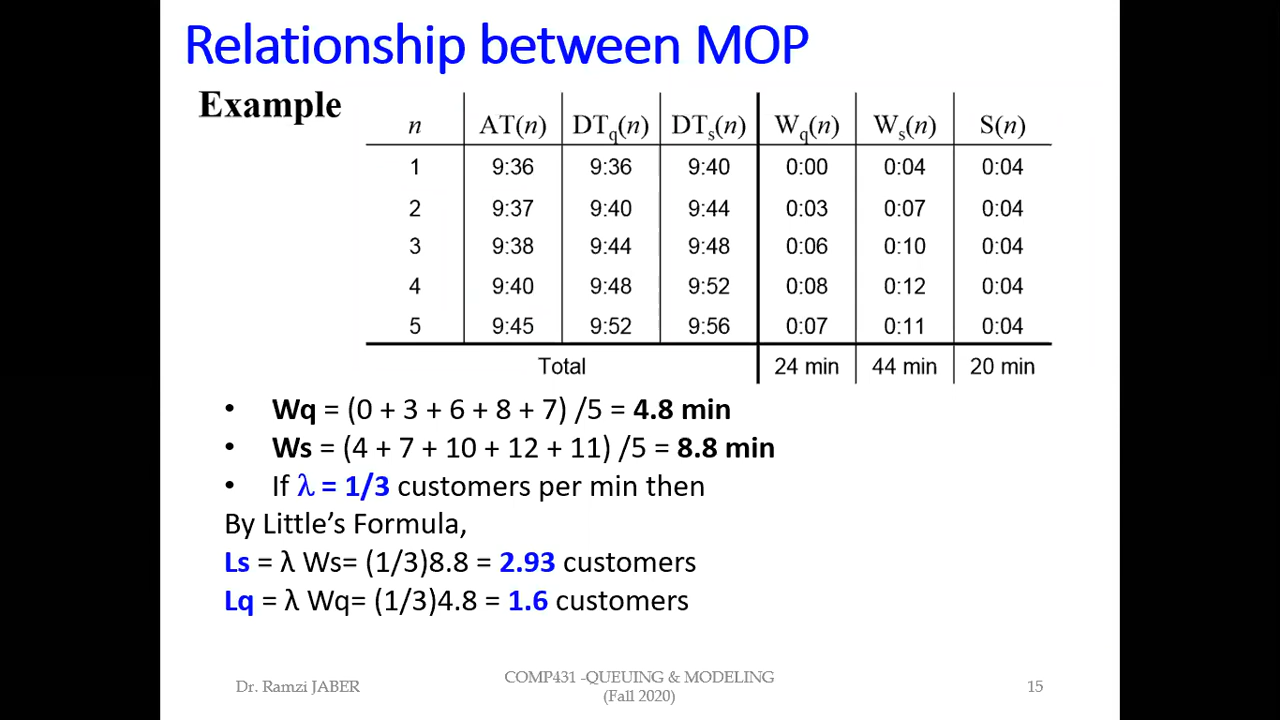 Relationship between MOP
Example
n AT(n) DTq(n) DTs(n) Wq(n) Ws(n) S(n)
1 9:36 9:36 9:40 0:00 0:04 0:04
2 9:37 9:40 9:44 0:03 0:07 0:04
3 9:38 9:44 9:48 0:06 0:10 0:04
4 9:40 9:48 9:52 0:08 0:12 0:04
5 9:45 9:52 9:56 0:07 0:11 0:04
Total 24 min 44 min 20 min
• Wq = (0 + 3 + 6 + 8 + 7) /5 = 4.8 min
• Ws = (4 + 7 + 10 + 12 + 11) /5 = 8.8 min
• If λ = 1/3 customers per min then
By Little’s Formula,
Ls = λ Ws= (1/3)8.8 = 2.93 customers
Lq = λ Wq= (1/3)4.8 = 1.6 customers
Dr. Ramzi JABER
COMP431 -QUEUING & MODELING
(Fall 2020)
15